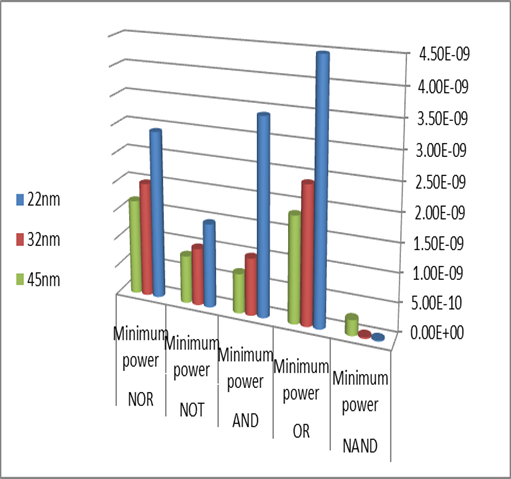 4.50E-09
4.00E-09
3.50E-09
3.00E-09
2.50E-09
2.00E-09
1.50E-09
1.00E-09
5.00E-10
0.00E+00
22nm
32nm
45nm
Minimum
power
NOR
Minimum
power
NOT
Minimum
power
AND
Minimum
power
OR
Minimum
power
NAND